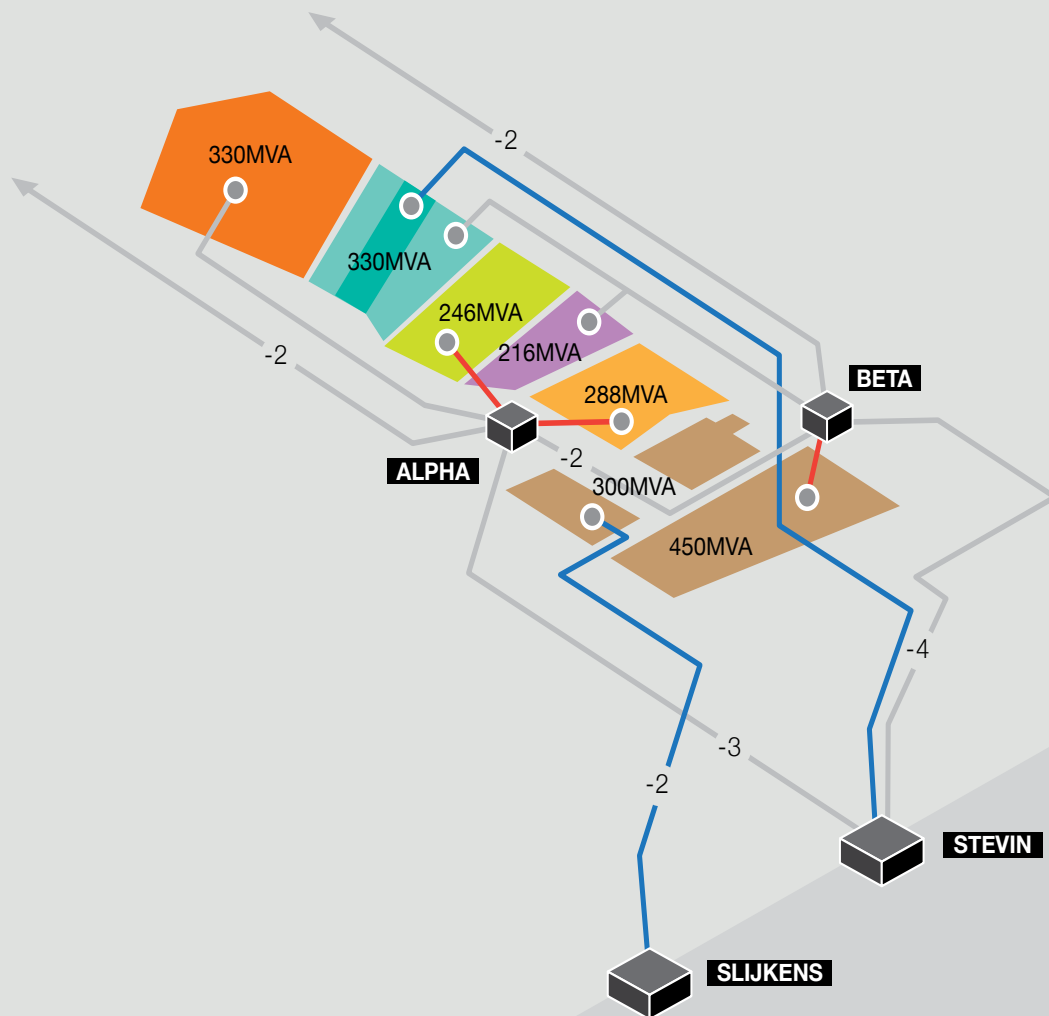 -2
330MVA
330MVA
246MVA
216MVA
-2
BETA
288MVA
-2
ALPHA
300MVA
450MVA
-4
-3
-2
STEVIN
SLIJKENS